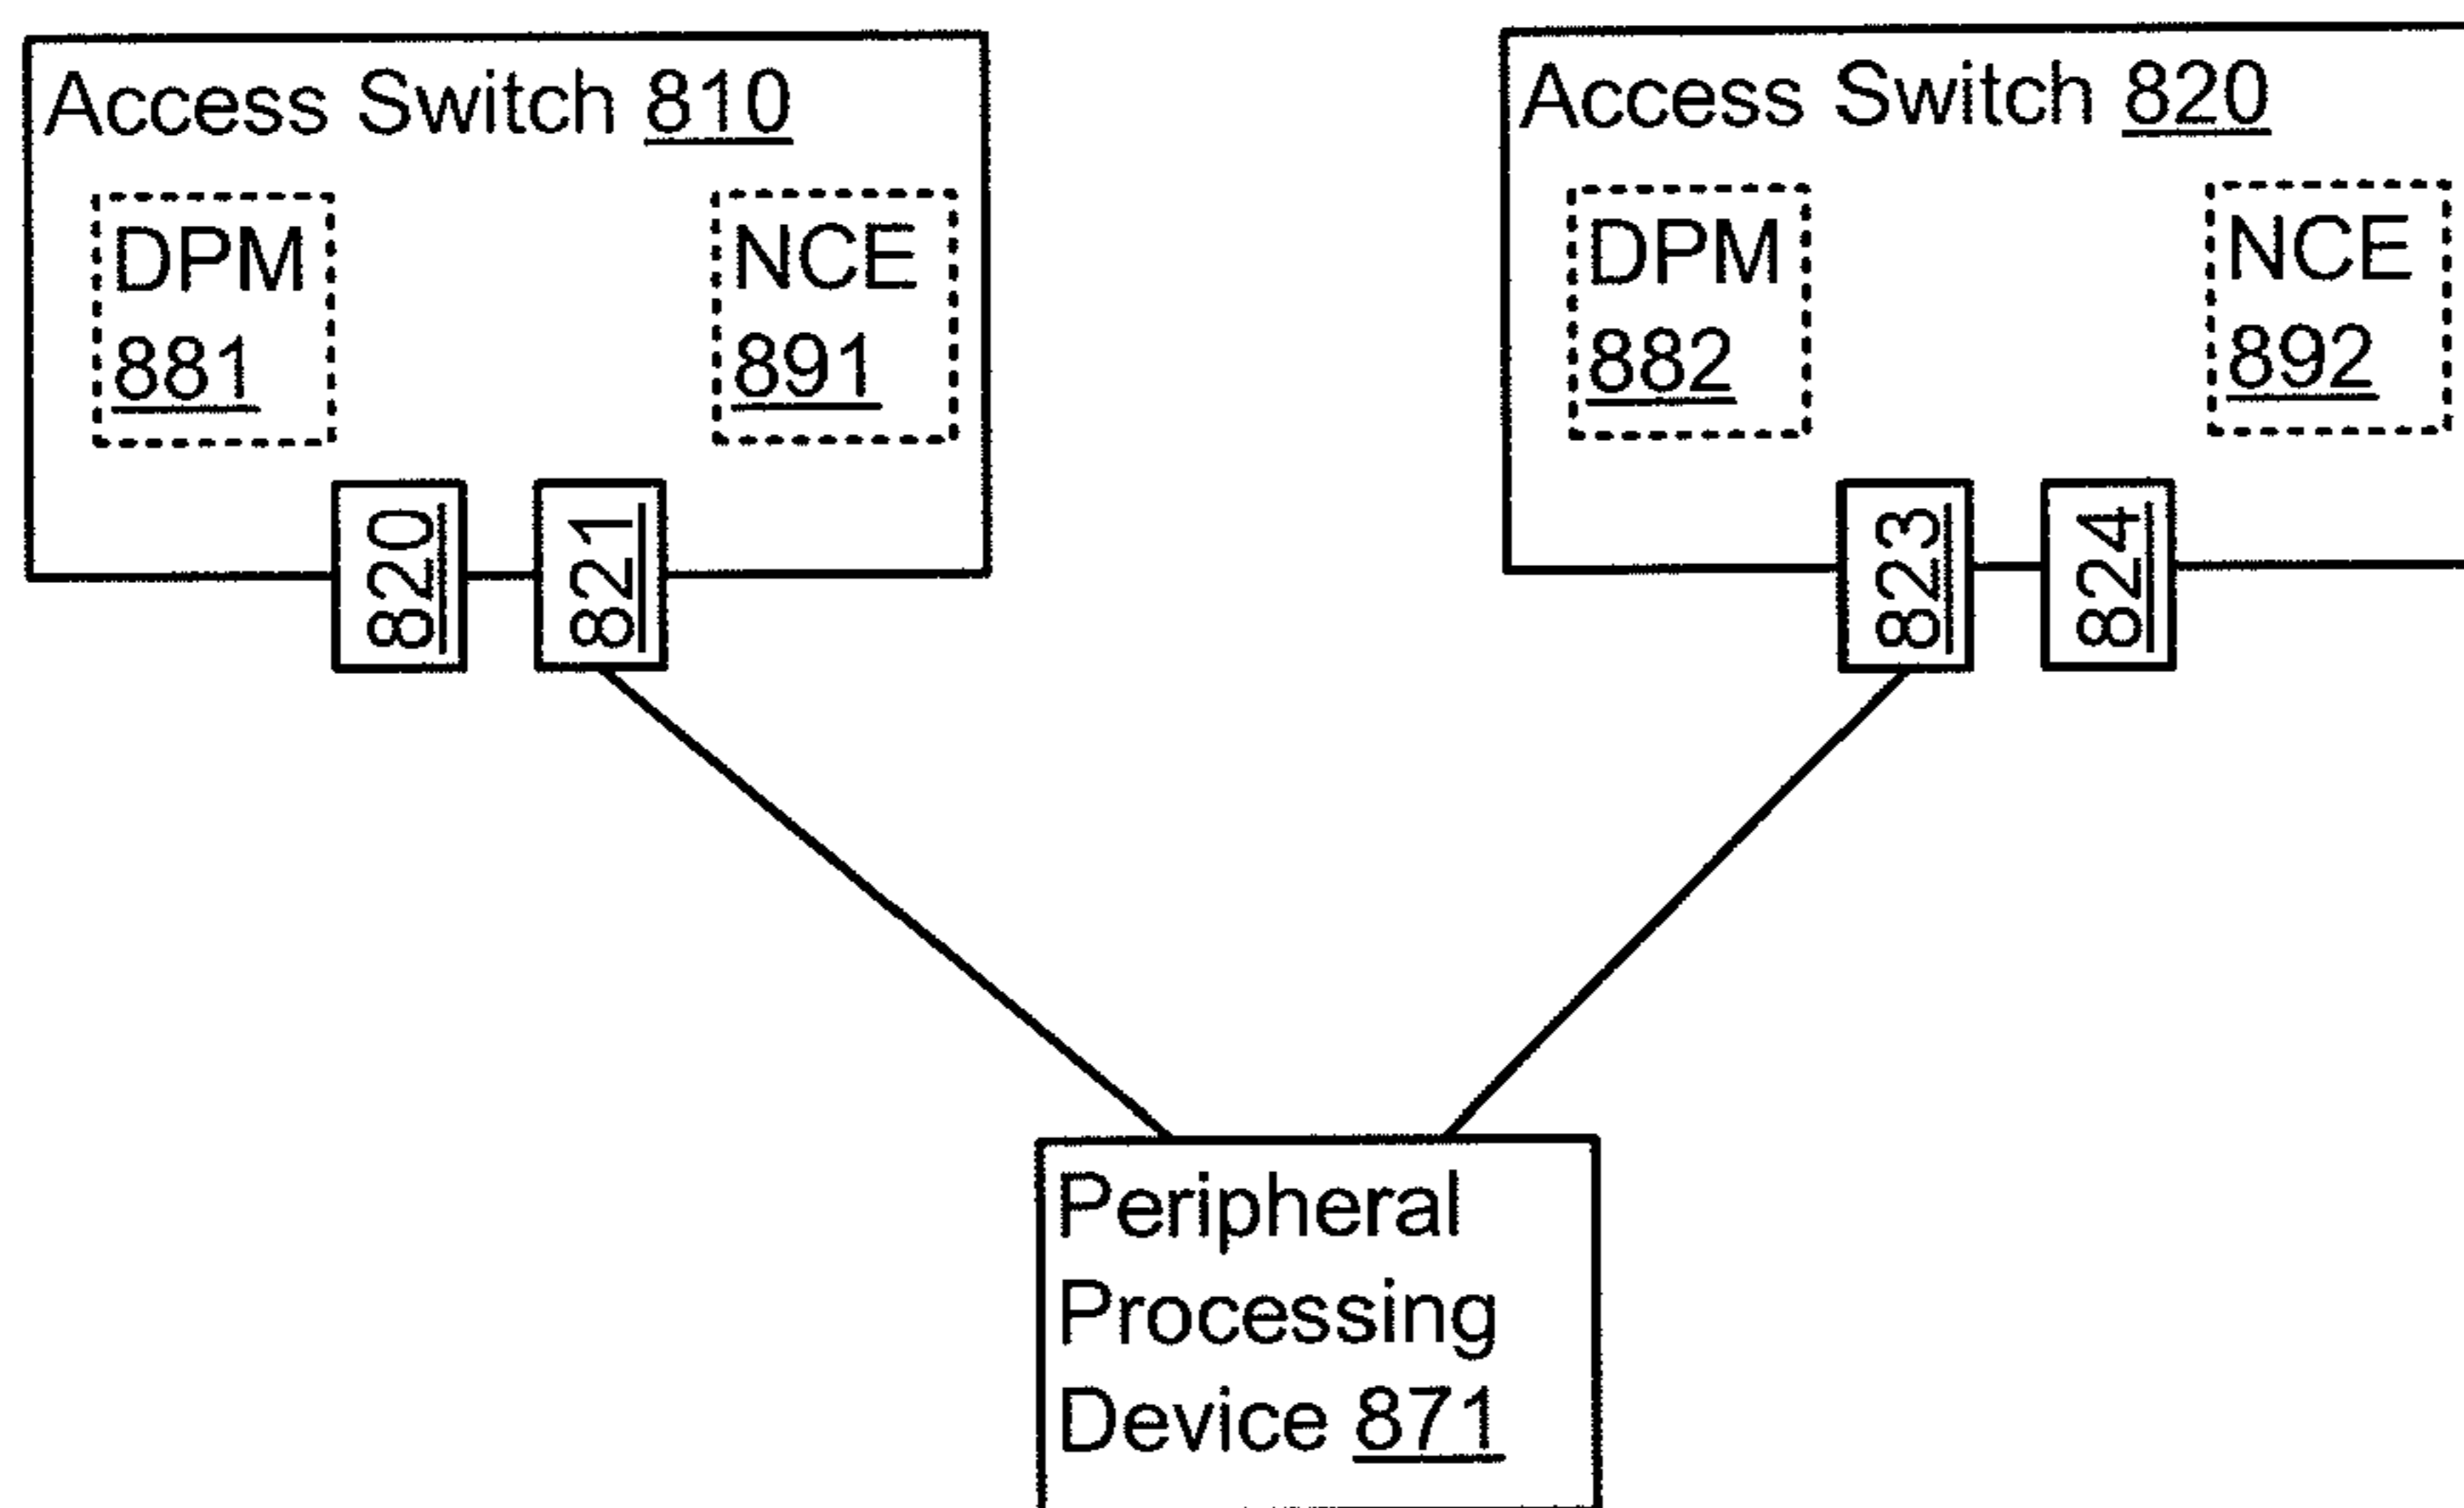 Access Switch 810
DPM
881
NCE
891
820
821
Access Switch 820
DPM
882
NCE
892
823
824
Peripheral
Processing
Device 871